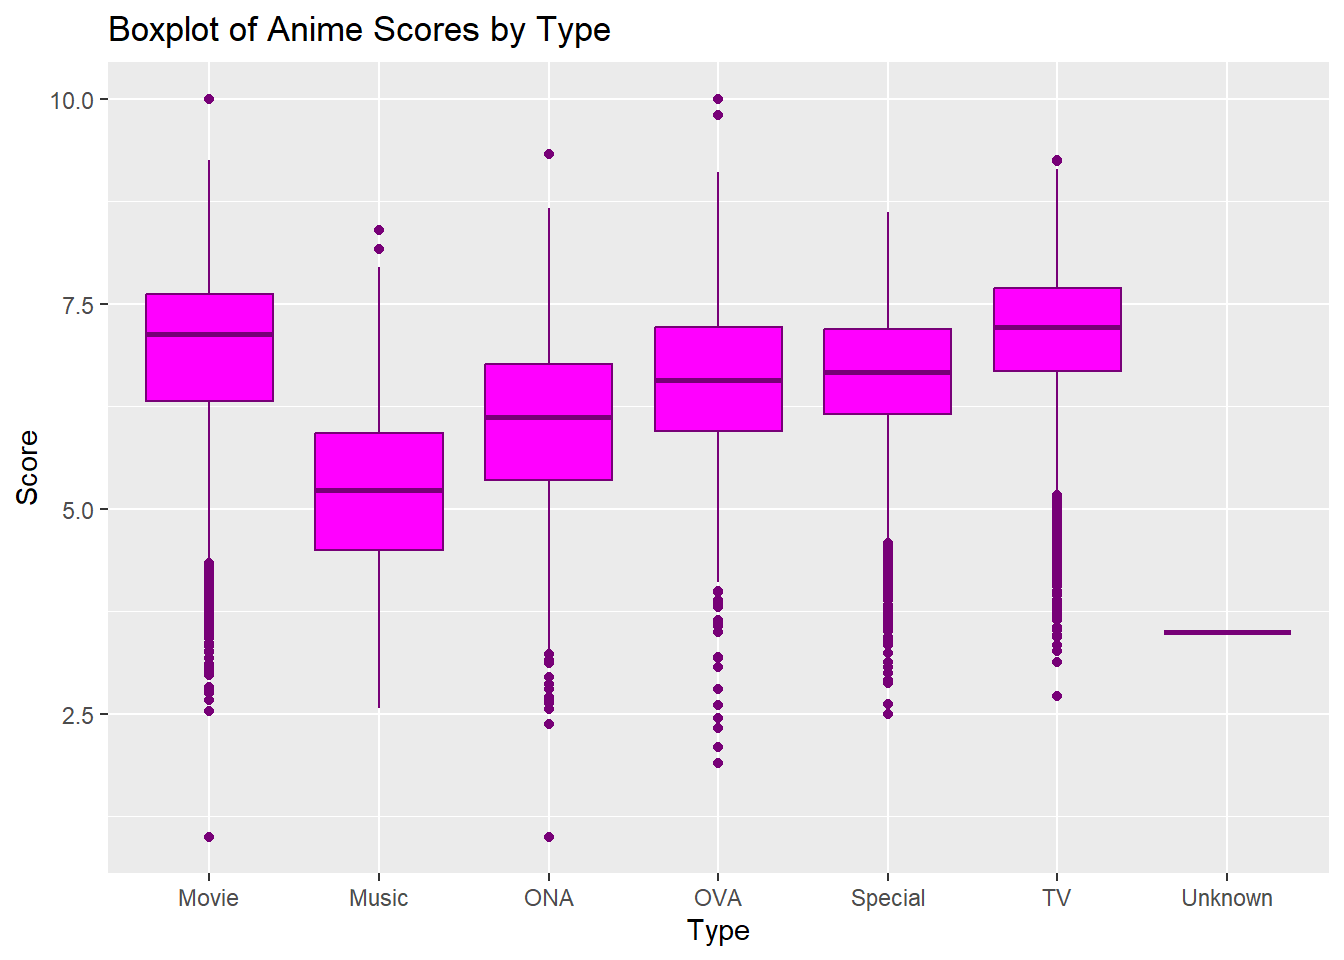 Boxplot of Anime Scores by Type
10.0
7.5
5.0
2.5
Score
Movie Music ONA OVA Special TV Unknown
Type